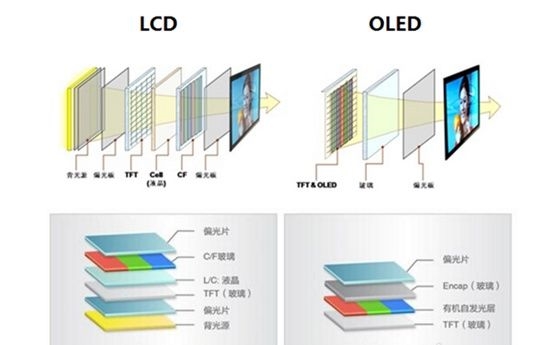 LCD
OLED
背光源
偏光板
TFT
Cell
(液晶)
CF
偏光板
TFT & OLED
玻璃
偏光板
偏光片
C/F玻璃
L/C: 液晶
TFT（玻璃）
偏光片
背光源
偏光片
Encap（玻璃）
有机自发光层
TFT（玻璃）